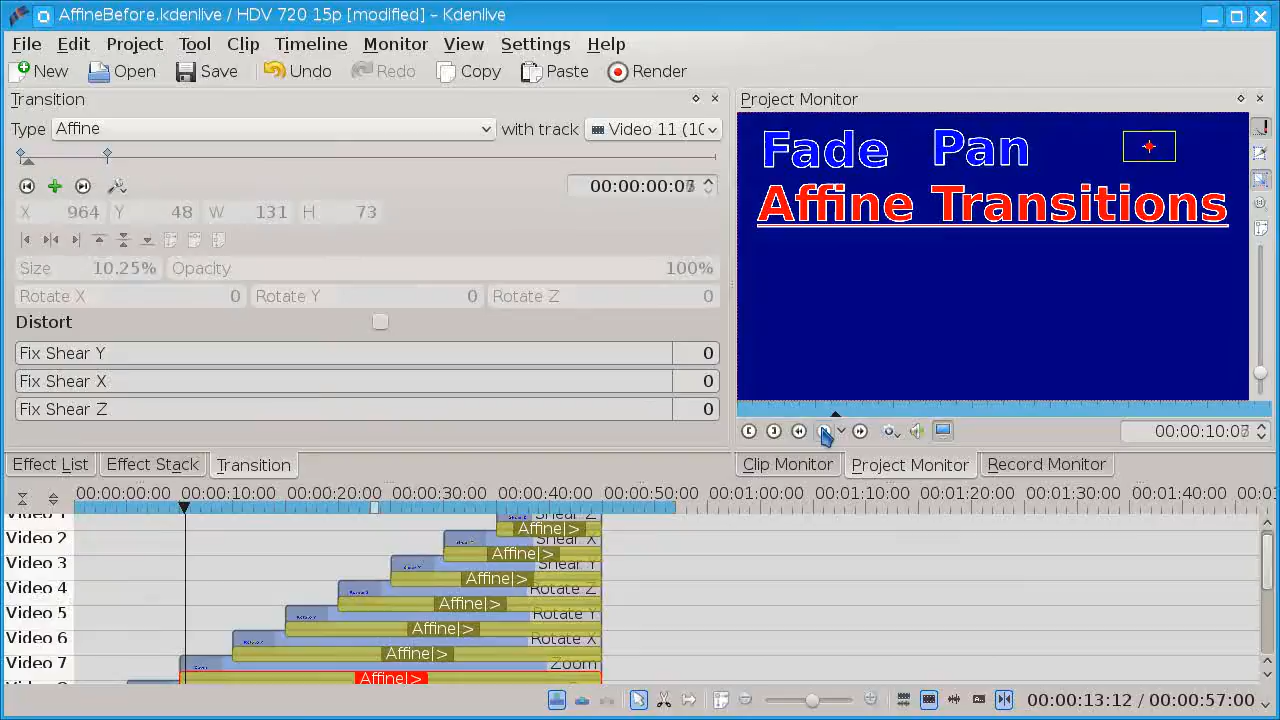 AffineBefore.kdenlive / HDV 720 15p [modified] – Kdenlive
File Edit Project Tool Clip Timeline Monitor View Settings Help
New Open Save Undo Redo Copy Paste Render
Transition
Type Affine with track Video 11 (10
X 964 Y 48 W 131 H 73
Size 10.25% Opacity 100%
Rotate X 0 Rotate Y 0 Rotate Z 0
Distort
Fix Shear Y 0
Fix Shear X 0
Fix Shear Z 0
Effect List Effect Stack Transition
Project Monitor
Fade Pan
Affine Transitions
Clip Monitor Project Monitor Record Monitor
00:00:00:00 00:00:10:00 00:00:20:00 00:00:30:00 00:00:40:00 00:00:50:00 00:01:00:00 00:01:10:00 00:01:20:00 00:01:30:00 00:01:40:00
Video 1 Shear Z
Affine|>
Video 2 Shear X
Affine|>
Video 3 Shear Y
Affine|>
Video 4 Rotate Z
Affine|>
Video 5 Rotate Y
Affine|>
Video 6 Rotate X
Affine|>
Video 7 Zoom
Affine|>
00:00:13:12 / 00:00:57:00